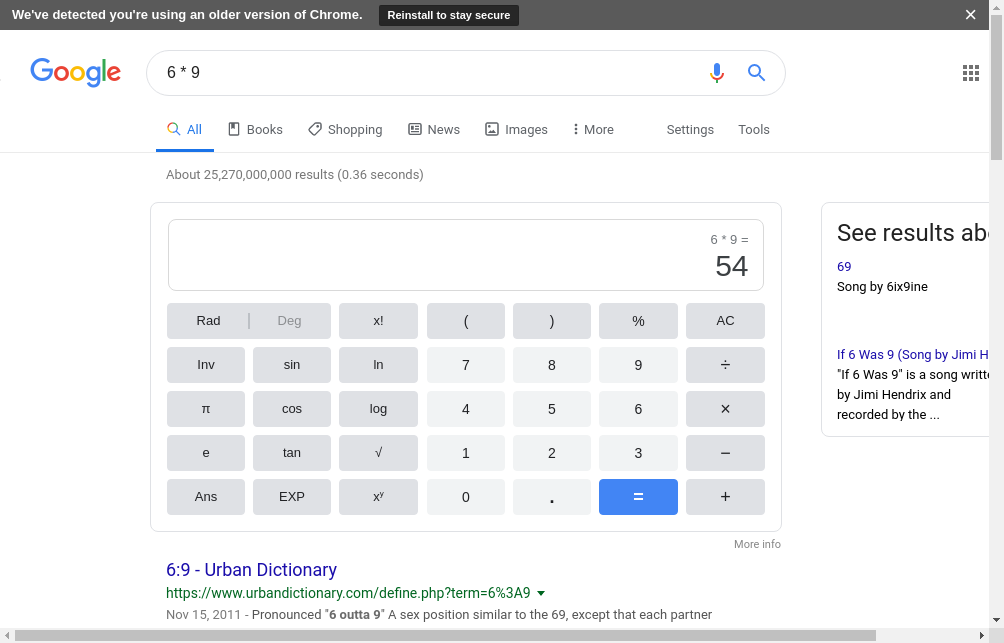 We've detected you're using an older version of Chrome. Reinstall to stay secure
Google 6 * 9
All Books Shopping News Images More Settings Tools
About 25,270,000,000 results (0.36 seconds)
6 * 9 =
54
Rad Deg x! ( ) % AC
Inv sin ln 7 8 9 ÷
π cos log 4 5 6 ×
e tan √ 1 2 3 −
Ans EXP xʸ 0 . = +
More info
6:9 - Urban Dictionary
https://www.urbandictionary.com/define.php?term=6%3A9
Nov 15, 2011 - Pronounced "6 outta 9" A sex position similar to the 69, except that each partner
See results
69
Song by 6ix9ine
If 6 Was 9 (Song by Jimi
"If 6 Was 9" is a song
by Jimi Hendrix and
recorded by the ...